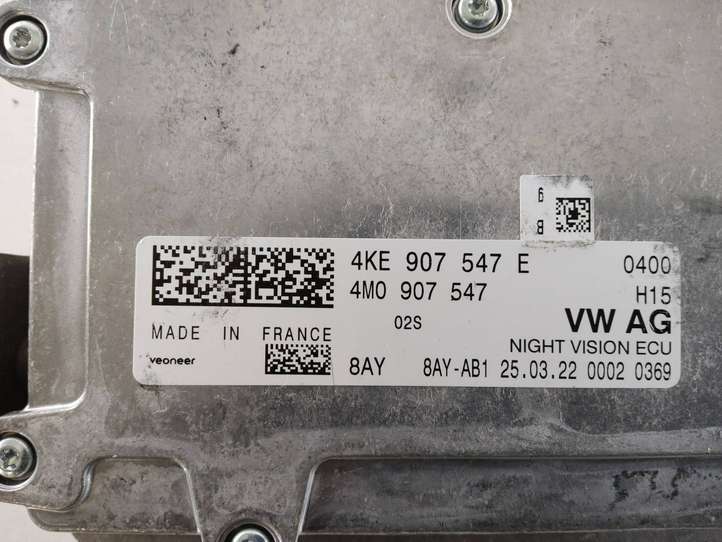 6
B
4KE 907 547 E 0400
4M0 907 547 H15
02S VW AG
MADE IN FRANCE NIGHT VISION ECU
veoneer 8AY 8AY-AB1 25.03.22 0002 0369